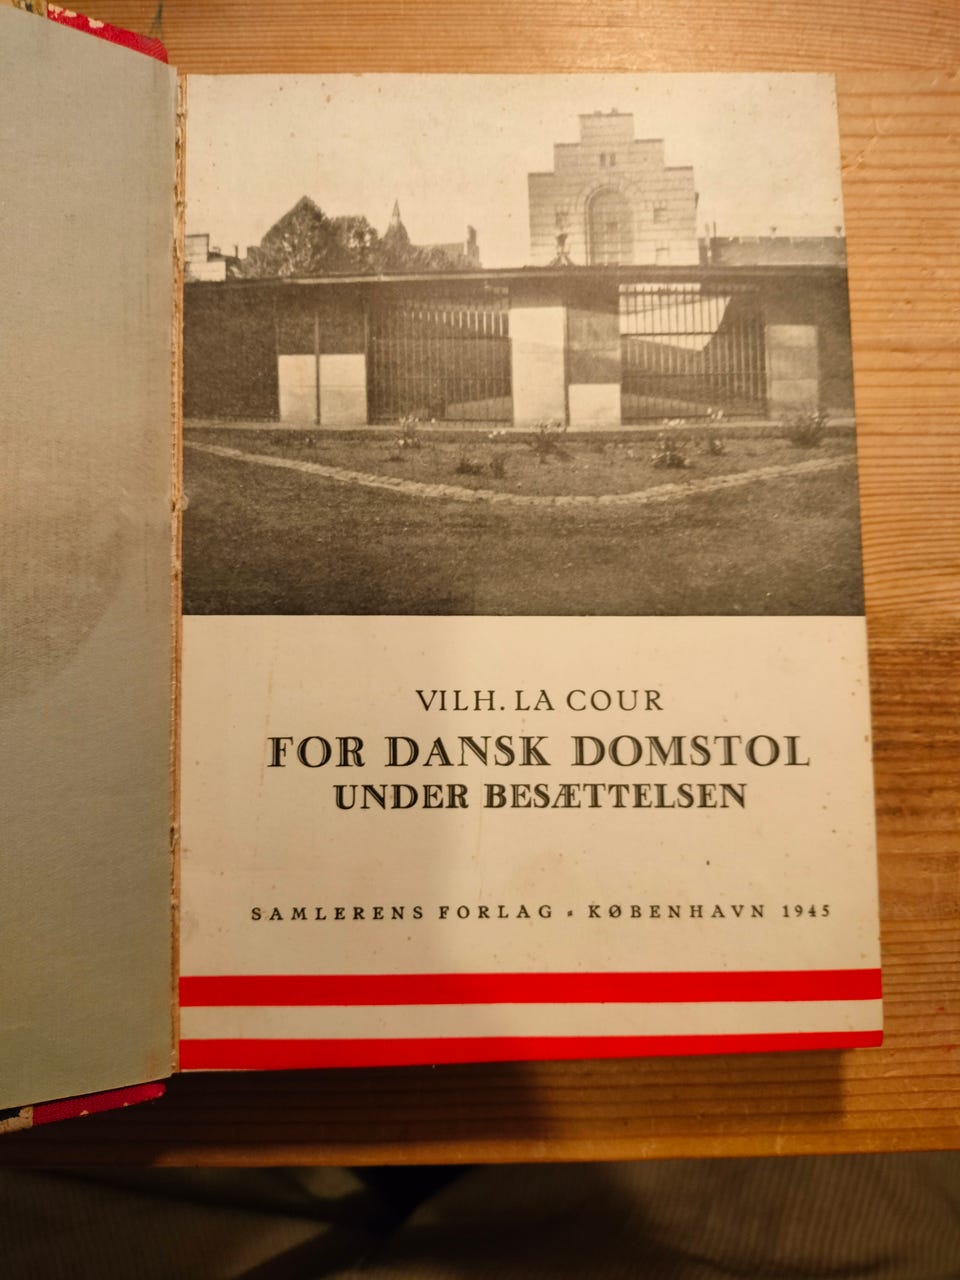 VILH. LA COUR
FOR DANSK DOMSTOL
UNDER BESÆTTELSEN
SAMLERENS FORLAG · KØBENHAVN 1945